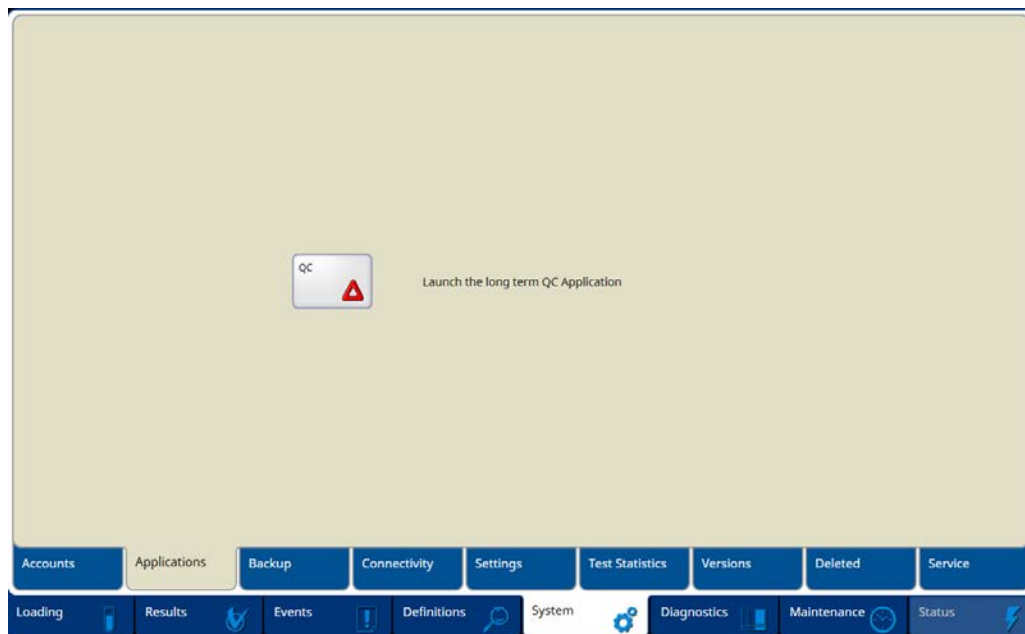 QC
Launch the long term QC Application
Accounts Applications Backup Connectivity Settings Test Statistics Versions Deleted Service
Loading Results Events Definitions System Diagnostics Maintenance Status